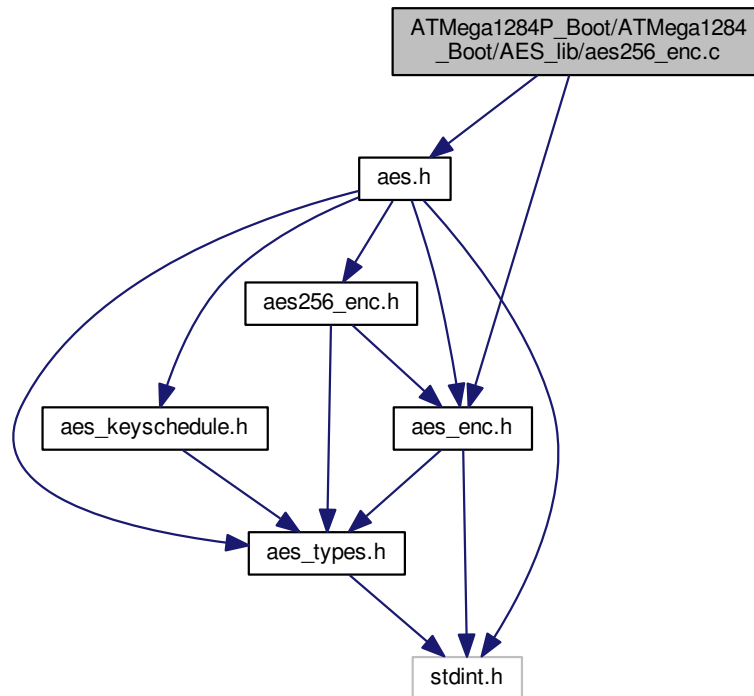 ATMega1284P_Boot/ATMega1284
_Boot/AES_lib/aes256_enc.c
aes.h
aes256_enc.h
aes_keyschedule.h
aes_enc.h
aes_types.h
stdint.h